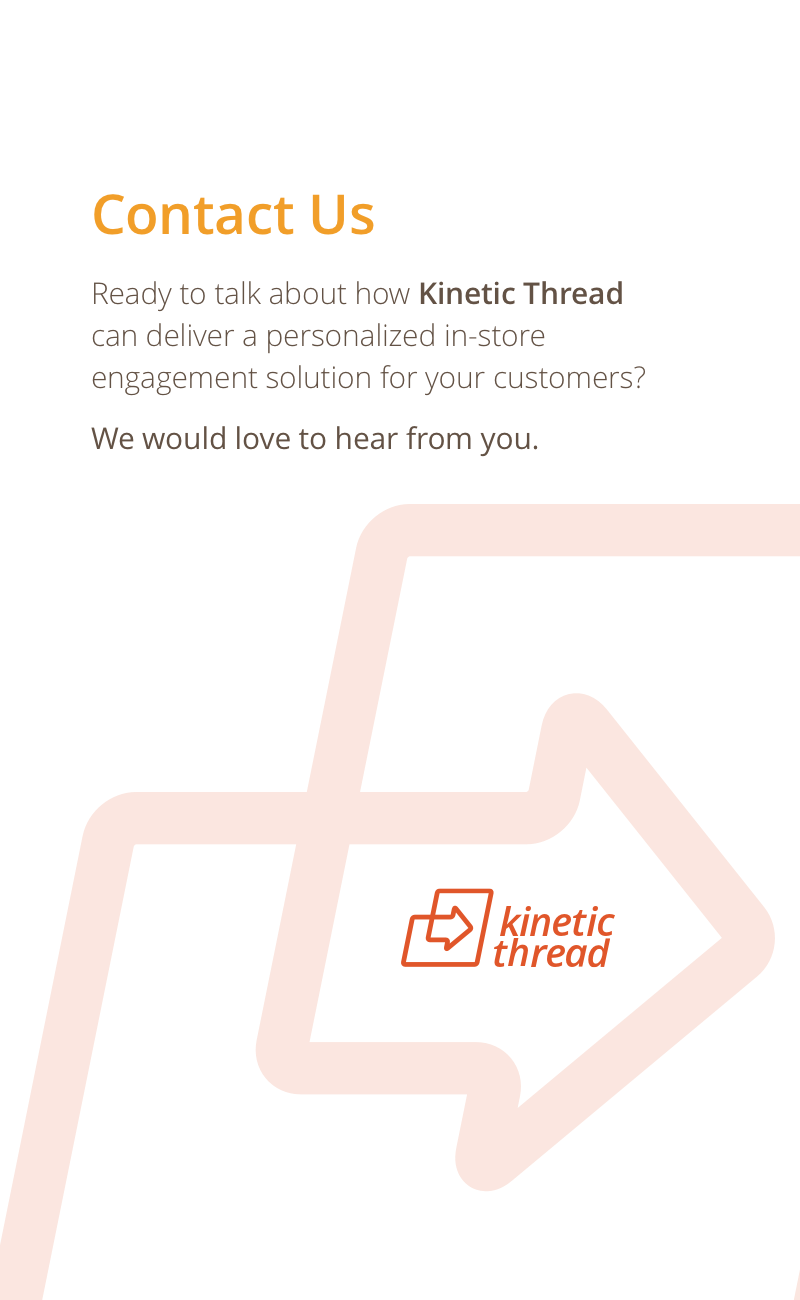 Contact Us
Ready to talk about how Kinetic Thread
can deliver a personalized in-store
engagement solution for your customers?
We would love to hear from you.
kinetic
thread